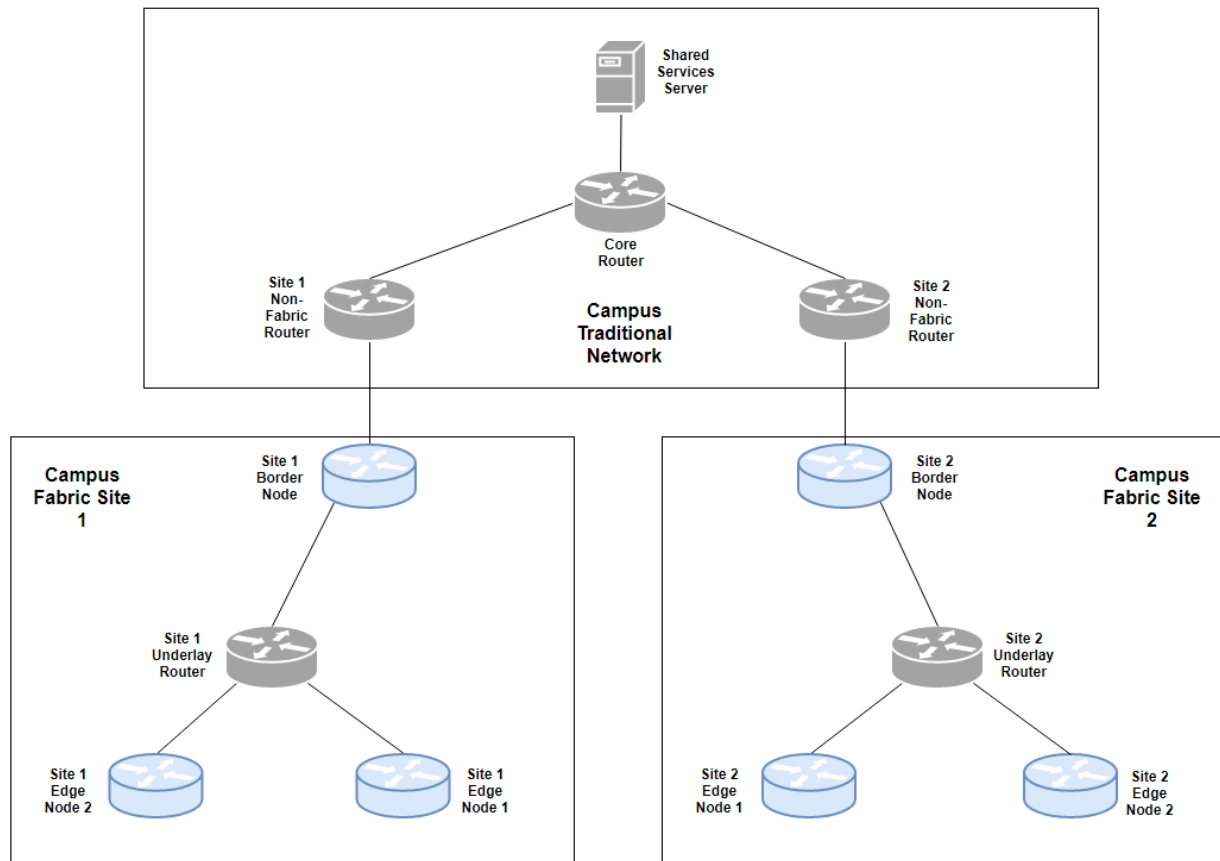 Shared
Services
Server
Core
Router
Site 1
Non-
Fabric
Router
Site 2
Non-
Fabric
Router
Campus
Traditional
Network
Campus
Fabric Site
1
Site 1
Border
Node
Site 2
Border
Node
Campus
Fabric Site
2
Site 1
Underlay
Router
Site 2
Underlay
Router
Site 1
Edge
Node 2
Site 1
Edge
Node 1
Site 2
Edge
Node 1
Site 2
Edge
Node 2